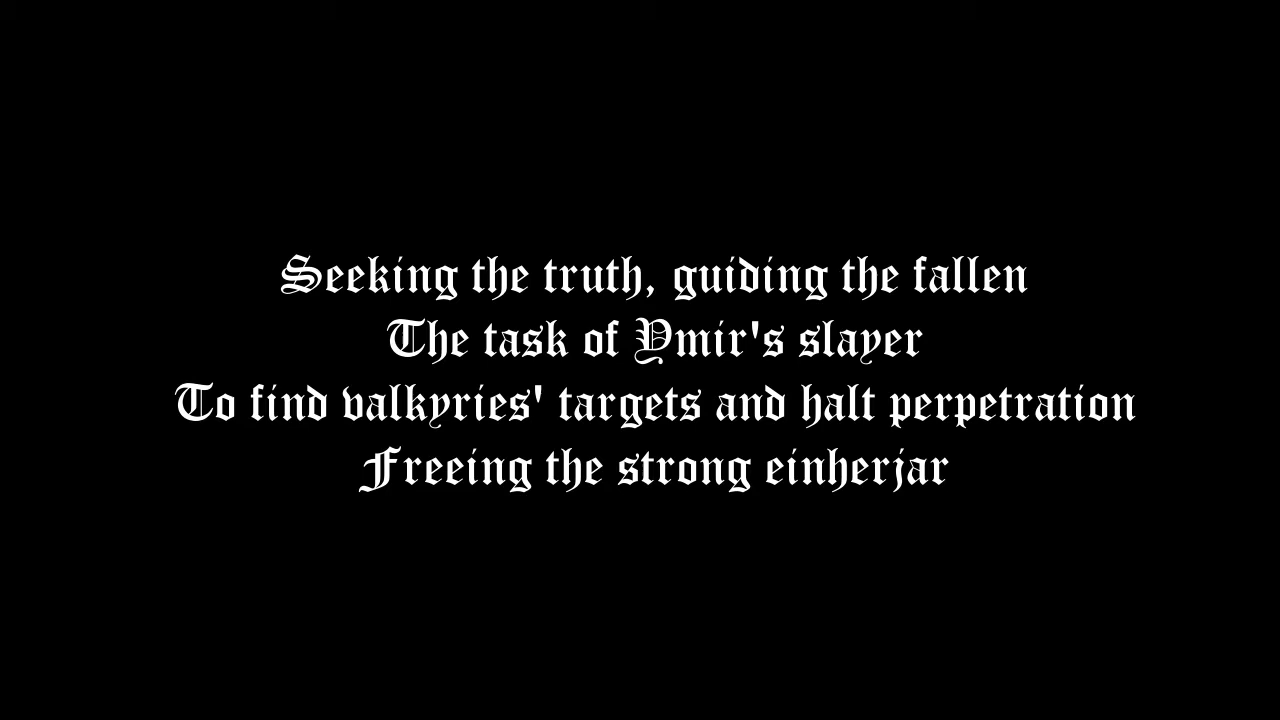 Seeking the truth, guiding the fallen
The task of Ymir's slayer
To find valkyries' targets and halt perpetration
Freeing the strong einherjar